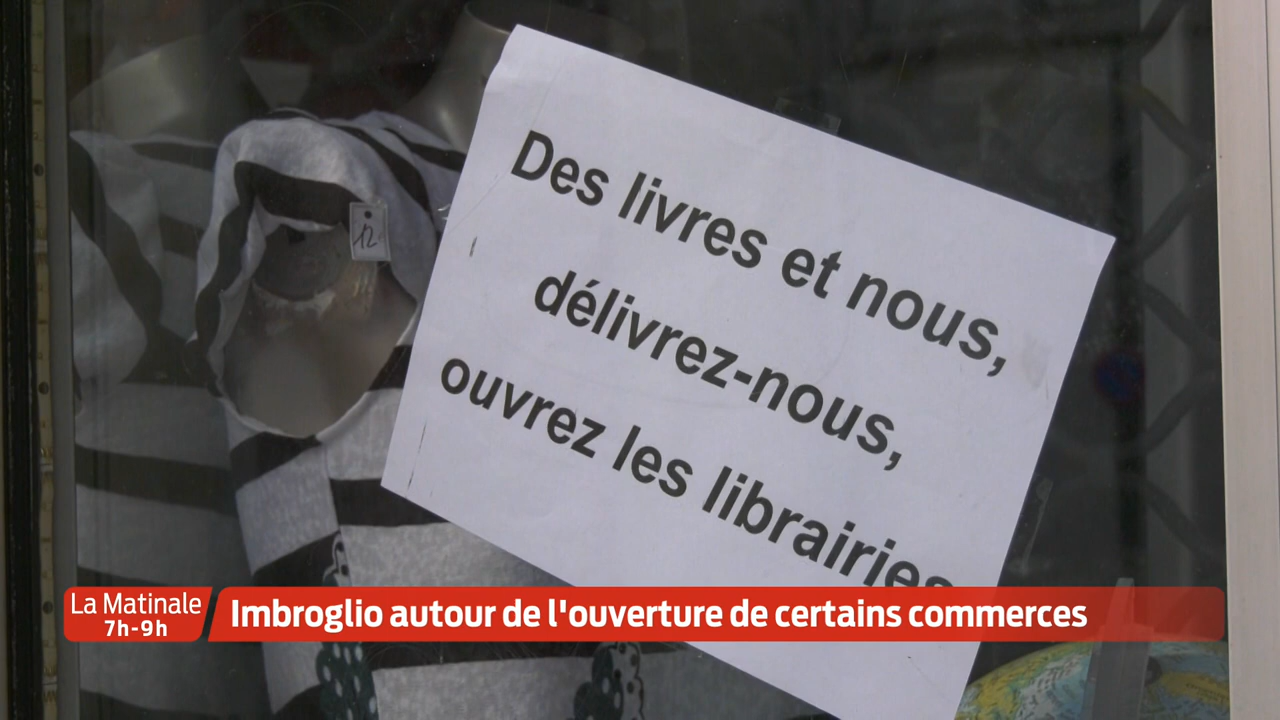 Des livres et nous,
délivrez-nous,
ouvrez les librairies
12
La Matinale
7h-9h
Imbroglio autour de l'ouverture de certains commerces